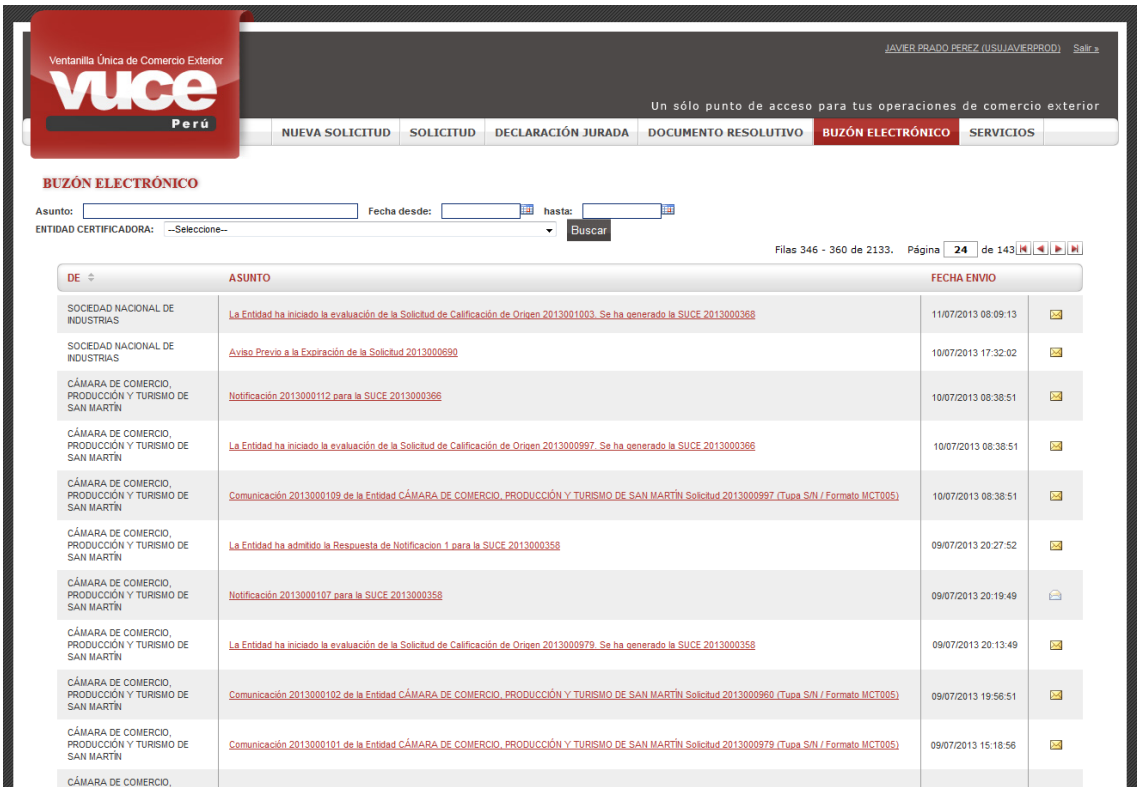 JAVIER PRADO PEREZ (USUJAVIERPROD) Salir »
Ventanilla Única de Comercio Exterior
vuce
Perú
Un sólo punto de acceso para tus operaciones de comercio exterior
NUEVA SOLICITUD SOLICITUD DECLARACIÓN JURADA DOCUMENTO RESOLUTIVO BUZÓN ELECTRÓNICO SERVICIOS
BUZÓN ELECTRÓNICO
Asunto: Fecha desde: hasta:
ENTIDAD CERTIFICADORA: --Seleccione-- Buscar
Filas 346 - 360 de 2133. Página 24 de 143
DE ASUNTO FECHA ENVIO
SOCIEDAD NACIONAL DE
INDUSTRIAS
La Entidad ha iniciado la evaluación de la Solicitud de Calificación de Origen 2013001003. Se ha generado la SUCE 2013000368
11/07/2013 08:09:13
SOCIEDAD NACIONAL DE
INDUSTRIAS
Aviso Previo a la Expiración de la Solicitud 2013000690
10/07/2013 17:32:02
CÁMARA DE COMERCIO,
PRODUCCIÓN Y TURISMO DE
SAN MARTÍN
Notificación 2013000112 para la SUCE 2013000366
10/07/2013 08:38:51
CÁMARA DE COMERCIO,
PRODUCCIÓN Y TURISMO DE
SAN MARTÍN
La Entidad ha iniciado la evaluación de la Solicitud de Calificación de Origen 2013000997. Se ha generado la SUCE 2013000366
10/07/2013 08:38:51
CÁMARA DE COMERCIO,
PRODUCCIÓN Y TURISMO DE
SAN MARTÍN
Comunicación 2013000109 de la Entidad CÁMARA DE COMERCIO, PRODUCCIÓN Y TURISMO DE SAN MARTÍN Solicitud 2013000997 (Tupa S/N / Formato MCT005)
10/07/2013 08:38:51
CÁMARA DE COMERCIO,
PRODUCCIÓN Y TURISMO DE
SAN MARTÍN
La Entidad ha admitido la Respuesta de Notificacion 1 para la SUCE 2013000358
09/07/2013 20:27:52
CÁMARA DE COMERCIO,
PRODUCCIÓN Y TURISMO DE
SAN MARTÍN
Notificación 2013000107 para la SUCE 2013000358
09/07/2013 20:19:49
CÁMARA DE COMERCIO,
PRODUCCIÓN Y TURISMO DE
SAN MARTÍN
La Entidad ha iniciado la evaluación de la Solicitud de Calificación de Origen 2013000979. Se ha generado la SUCE 2013000358
09/07/2013 20:13:49
CÁMARA DE COMERCIO,
PRODUCCIÓN Y TURISMO DE
SAN MARTÍN
Comunicación 2013000102 de la Entidad CÁMARA DE COMERCIO, PRODUCCIÓN Y TURISMO DE SAN MARTÍN Solicitud 2013000960 (Tupa S/N / Formato MCT005)
09/07/2013 19:56:51
CÁMARA DE COMERCIO,
PRODUCCIÓN Y TURISMO DE
SAN MARTÍN
Comunicación 2013000101 de la Entidad CÁMARA DE COMERCIO, PRODUCCIÓN Y TURISMO DE SAN MARTÍN Solicitud 2013000979 (Tupa S/N / Formato MCT005)
09/07/2013 15:18:56
CÁMARA DE COMERCIO,